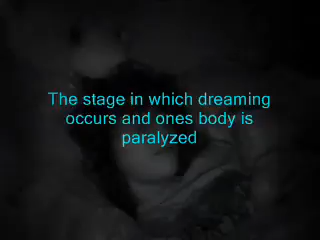 The stage in which dreaming
occurs and ones body is
paralyzed